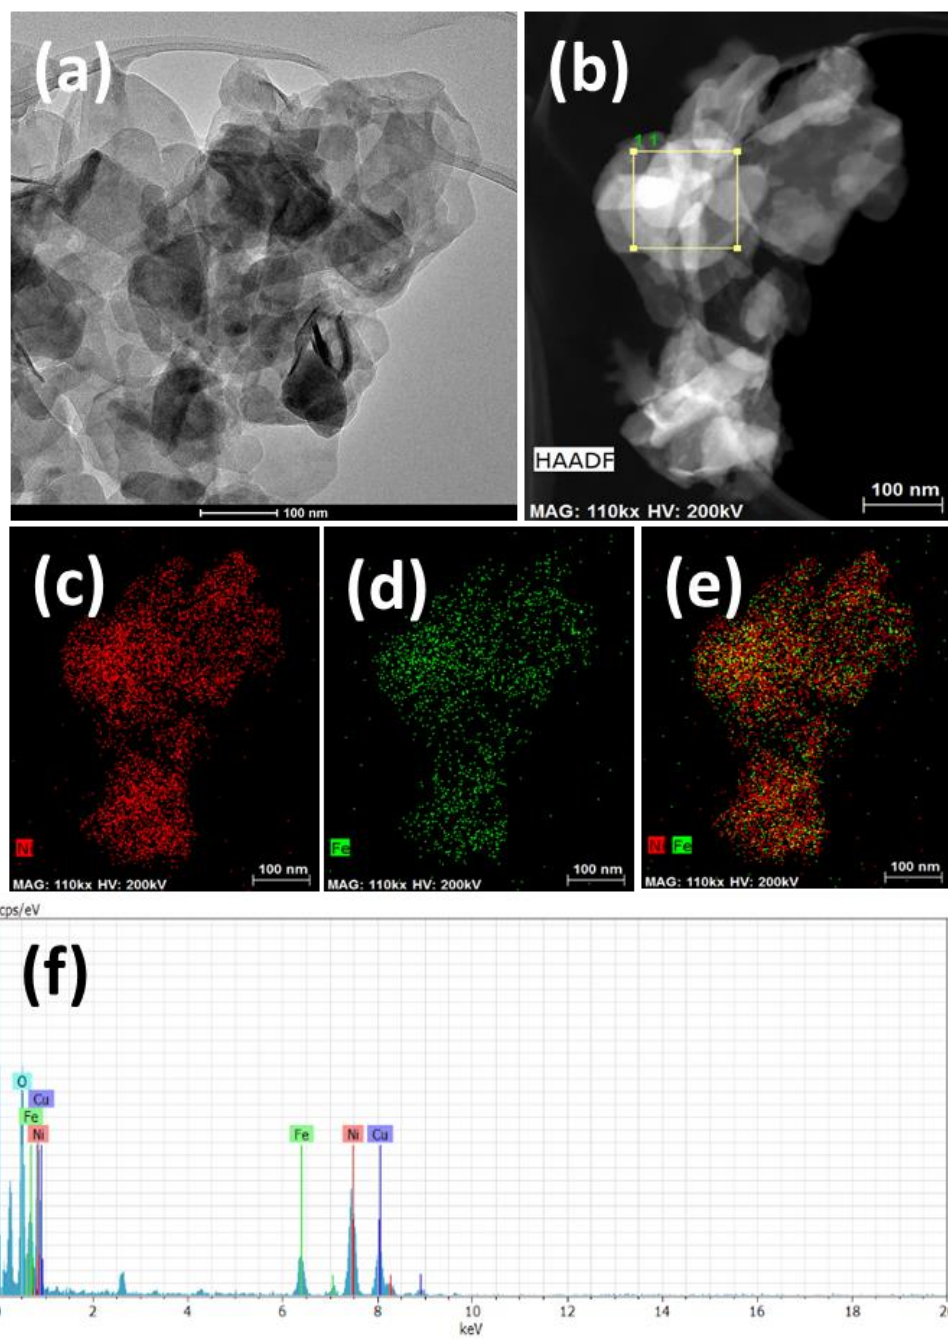 (a)
100 nm
(b)
1 1
HAADF
100 nm
MAG: 110kx HV: 200kV
(c)
Ni
100 nm
MAG: 110kx HV: 200kV
(d)
Fe
100 nm
MAG: 110kx HV: 200kV
(e)
Ni Fe
100 nm
MAG: 110kx HV: 200kV
cps/eV
(f)
O
Cu
Fe
Ni
Fe Ni Cu
2 4 6 8 10 12 14 16 18 2
keV